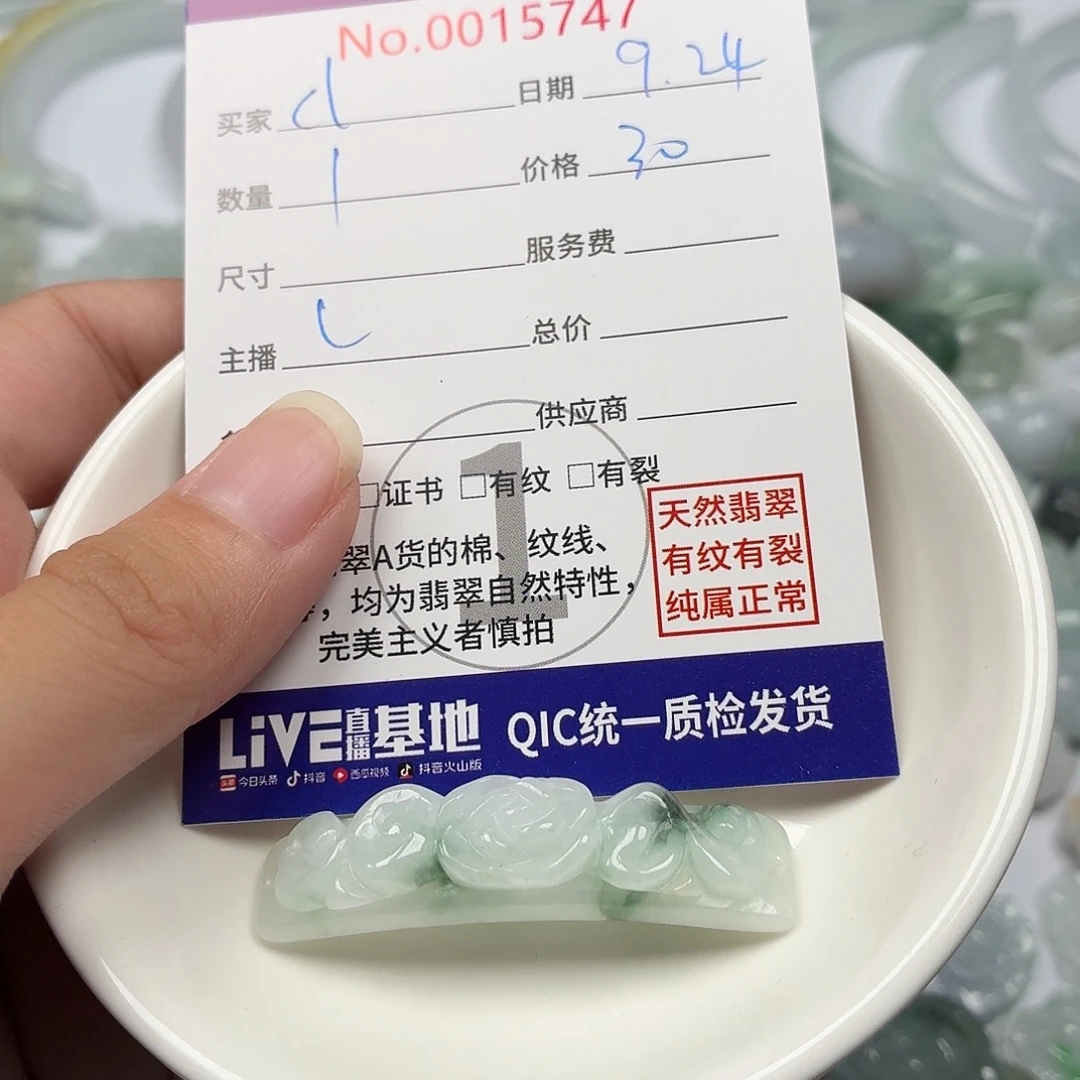 No.0015747
买家 d 日期 9.24
数量 1 价格 30
尺寸 服务费
主播 L 总价
供应商
□证书 □有纹 □有裂
1
翠A货的棉、纹线、
，均为翡翠自然特性，
完美主义者慎拍
天然翡翠
有纹有裂
纯属正常
LiVE直播基地 QIC统一质检发货
头条 今日头条 抖音 西瓜视频 抖音火山版